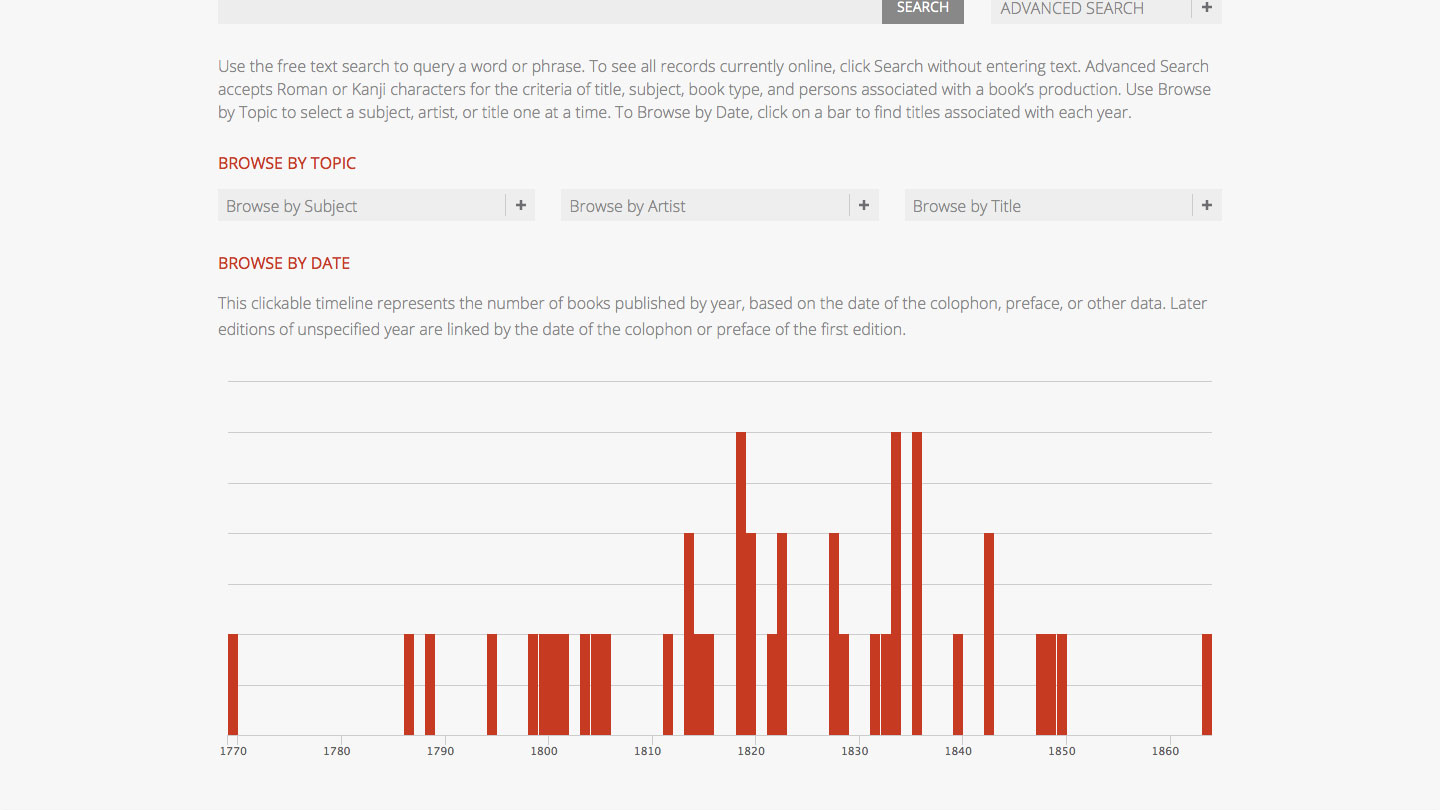 SEARCH ADVANCED SEARCH +
Use the free text search to query a word or phrase. To see all records currently online, click Search without entering text. Advanced Search
accepts Roman or Kanji characters for the criteria of title, subject, book type, and persons associated with a book's production. Use Browse
by Topic to select a subject, artist, or title one at a time. To Browse by Date, click on a bar to find titles associated with each year.
BROWSE BY TOPIC
Browse by Subject + Browse by Artist + Browse by Title +
BROWSE BY DATE
This clickable timeline represents the number of books published by year, based on the date of the colophon, preface, or other data. Later
editions of unspecified year are linked by the date of the colophon or preface of the first edition.
1770 1780 1790 1800 1810 1820 1830 1840 1850 1860